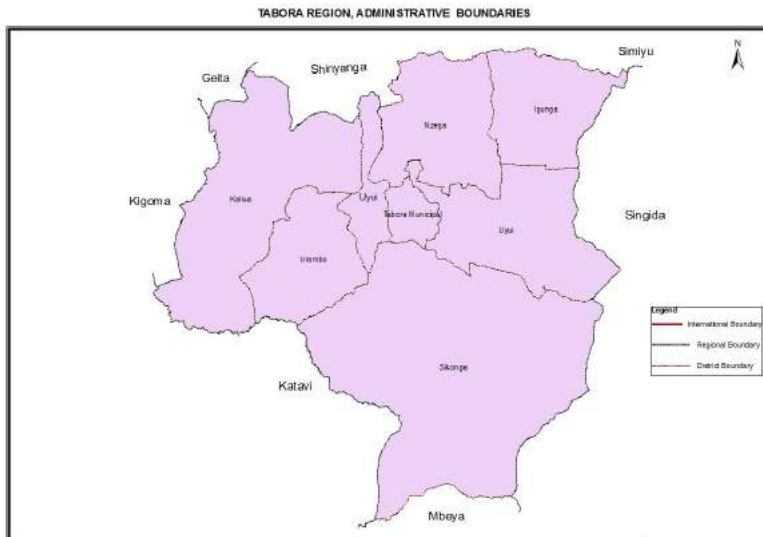 TABORA REGION, ADMINISTRATIVE BOUNDARIES
N
Simiyu
Shinyanga
Geita
Igunga
Nzega
Kigoma
Kaliua
Uyui
Tabora Municipal
Singida
Uyui
Urambo
Legend
International Boundary
Regional Boundary
District Boundary
Sikonge
Katavi
Mbeya